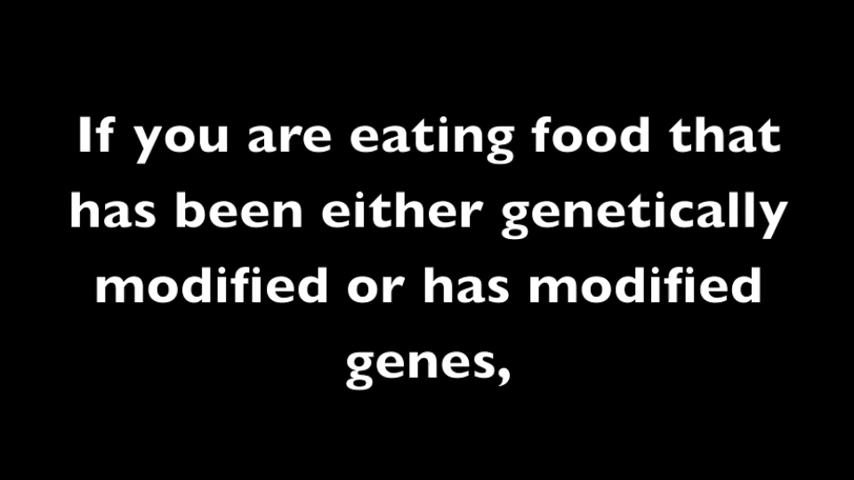 If you are eating food that
has been either genetically
modified or has modified
genes,